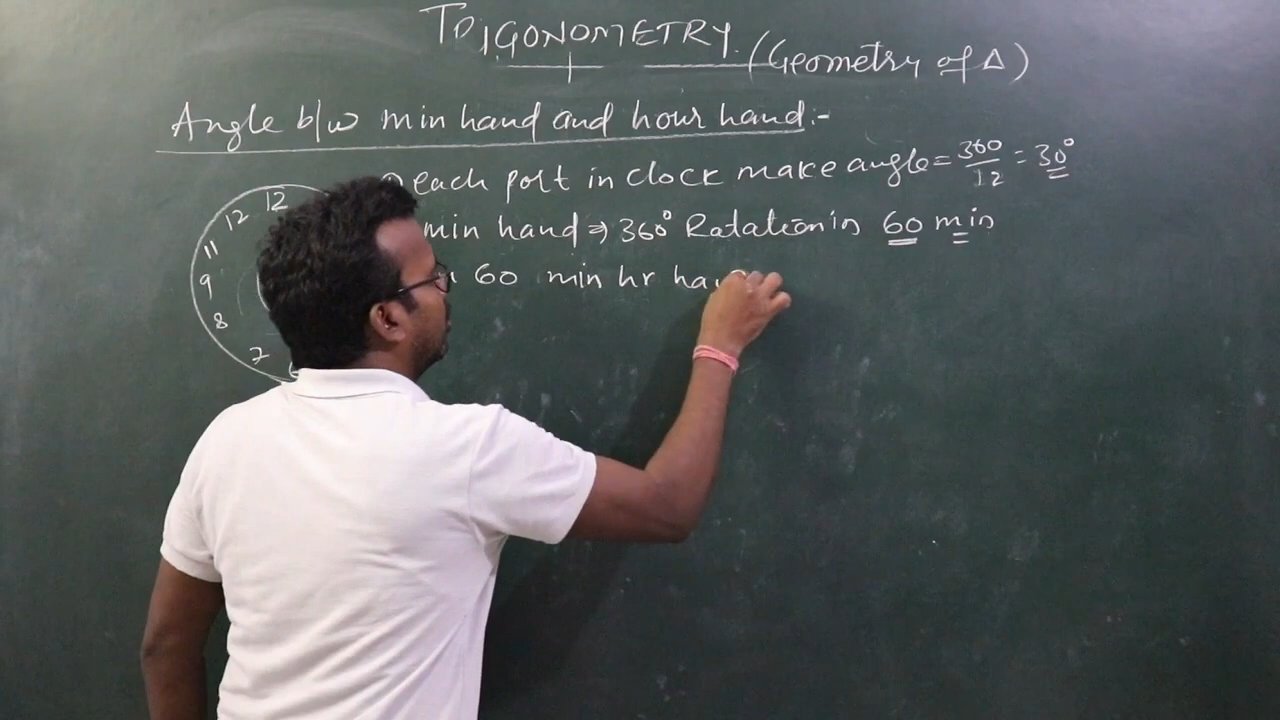 TRIGONOMETRY. (Geometry of Δ)
Angle b/w min hand and hour hand:-
each part in clock make angle = 360/12 = 30°
min hand ⇒ 360° Rotation in 60 min
60 min hr
12
12
11
9
8
7